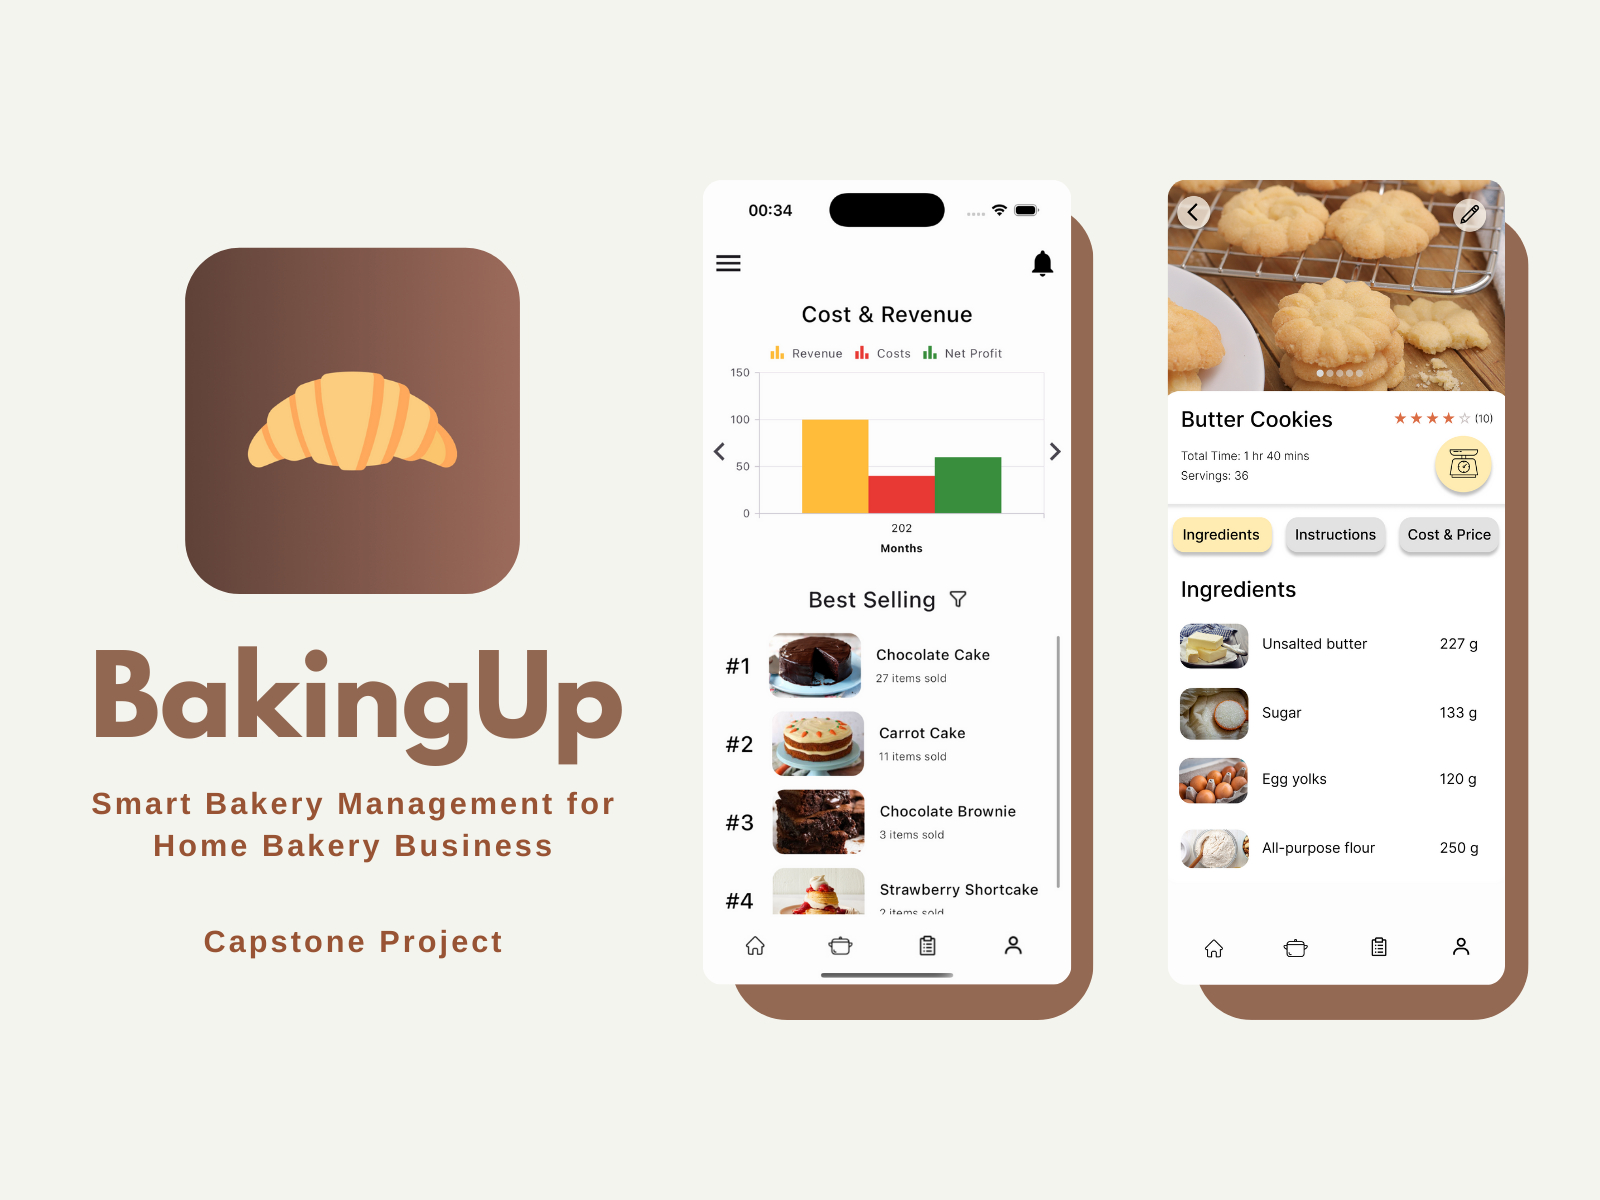 BakingUp
Smart Bakery Management for
Home Bakery Business
Capstone Project
00:34
Cost & Revenue
Revenue Costs Net Profit
150
100
50
0
202
Months
Best Selling
#1
Chocolate Cake
27 items sold
#2
Carrot Cake
11 items sold
#3
Chocolate Brownie
3 items sold
#4
Strawberry Shortcake
2 items sold
Butter Cookies
(10)
Total Time: 1 hr 40 mins
Servings: 36
Ingredients Instructions Cost & Price
Ingredients
Unsalted butter 227 g
Sugar 133 g
Egg yolks 120 g
All-purpose flour 250 g